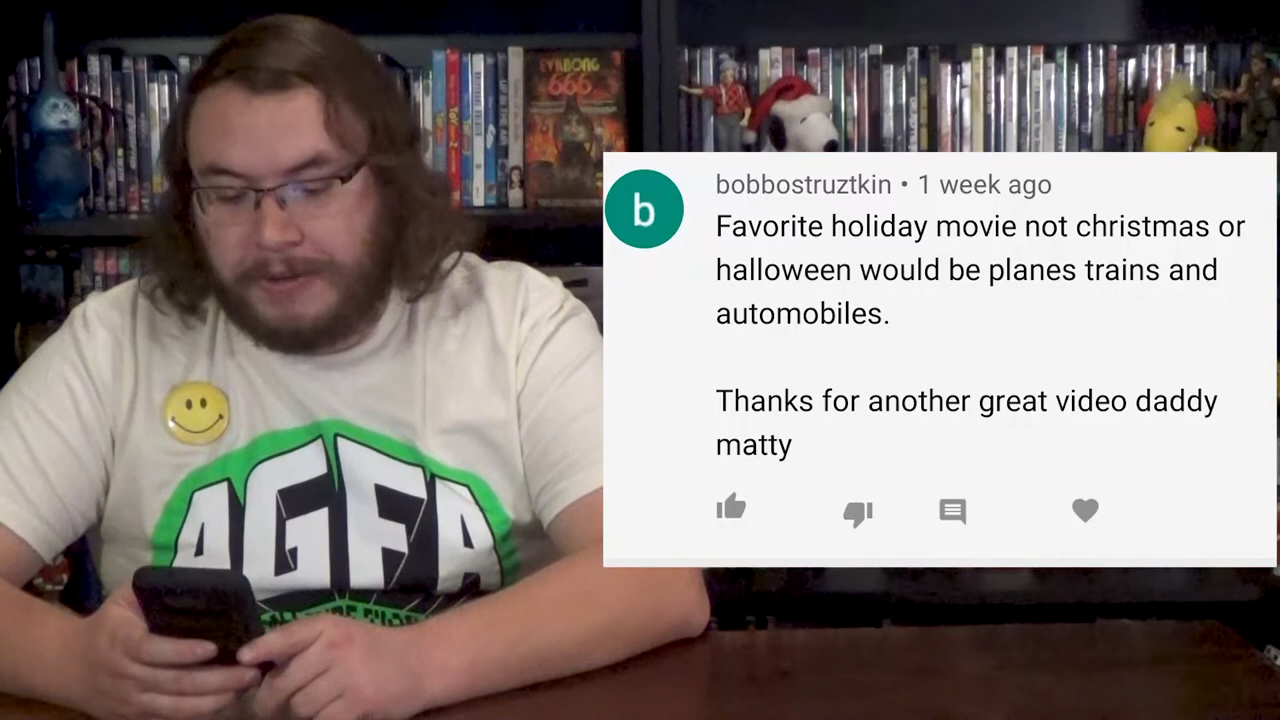 EVILBONG
666
b
bobbostruztkin • 1 week ago
Favorite holiday movie not christmas or
halloween would be planes trains and
automobiles.
Thanks for another great video daddy
matty
AGFA